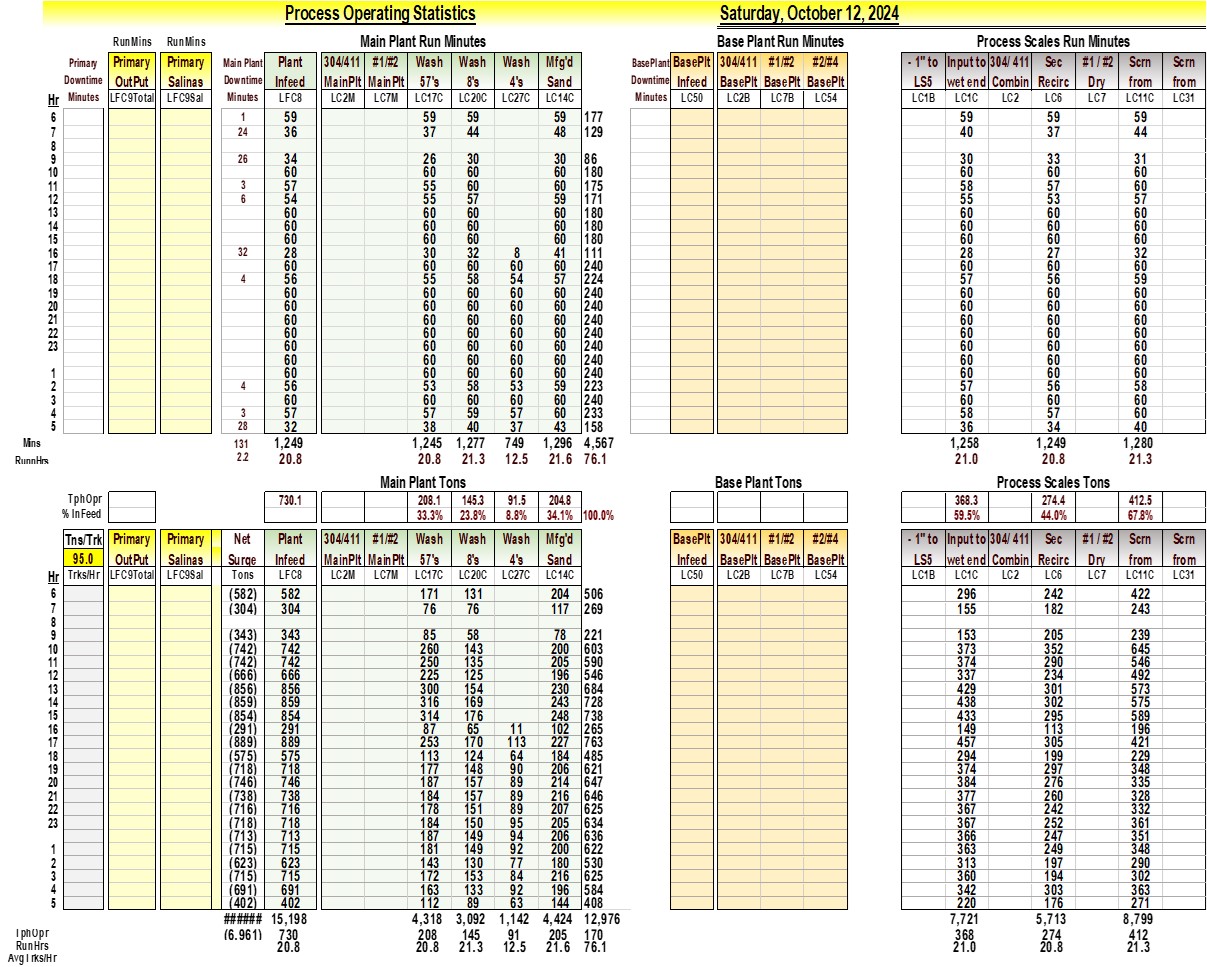 Process Operating Statistics Saturday, October 12, 2024
RunMins RunMins Main Plant Run Minutes Base Plant Run Minutes Process Scales Run Minutes
Primary Primary Primary Main Plant Plant 304/411 #1/#2 Wash Wash Wash Mfg'd BasePlant BasePlt 304/411 #1/#2 #2/#4 - 1" to Input to 304/ 411 Sec #1 / #2 Scrn Scrn
Downtime OutPut Salinas Downtime Infeed MainPlt MainPlt 57's 8's 4's Sand Downtime Infeed BasePlt BasePlt BasePlt LS5 wet end Combin Recirc Dry from from
Hr Minutes LFC9Total LFC9Sal Minutes LFC8 LC2M LC7M LC17C LC20C LC27C LC14C Minutes LC50 LC2B LC7B LC54 LC1B LC1C LC2 LC6 LC7 LC11C LC31
6 1 59 59 59 59 177 59 59 59
7 24 36 37 44 48 129 40 37 44
8
9 26 34 26 30 30 86 30 33 31
10 60 60 60 60 180 60 60 60
11 3 57 55 60 60 175 58 57 60
12 6 54 55 57 59 171 55 53 57
13 60 60 60 60 180 60 60 60
14 60 60 60 60 180 60 60 60
15 60 60 60 60 180 60 60 60
16 32 28 30 32 8 41 111 28 27 32
17 60 60 60 60 60 240 60 60 60
18 4 56 55 58 54 57 224 57 56 59
19 60 60 60 60 60 240 60 60 60
20 60 60 60 60 60 240 60 60 60
21 60 60 60 60 60 240 60 60 60
22 60 60 60 60 60 240 60 60 60
23 60 60 60 60 60 240 60 60 60
60 60 60 60 60 240 60 60 60
1 60 60 60 60 60 240 60 60 60
2 4 56 53 58 53 59 223 57 56 58
3 60 60 60 60 60 240 60 60 60
4 3 57 57 59 57 60 233 58 57 60
5 28 32 38 40 37 43 158 36 34 40
Mins 131 1,249 1,245 1,277 749 1,296 4,567 1,258 1,249 1,280
RunnHrs 2.2 20.8 20.8 21.3 12.5 21.6 76.1 21.0 20.8 21.3
Main Plant Tons Base Plant Tons Process Scales Tons
TphOpr 730.1 208.1 145.3 91.5 204.8 368.3 274.4 412.5
% InFeed 33.3% 23.8% 8.8% 34.1% 100.0% 59.5% 44.0% 67.8%
Tns/Trk Primary Primary Net Plant 304/411 #1/#2 Wash Wash Wash Mfg'd BasePlt 304/411 #1/#2 #2/#4 - 1" to Input to 304/ 411 Sec #1 / #2 Scrn Scrn
95.0 OutPut Salinas Surge Infeed MainPlt MainPlt 57's 8's 4's Sand Infeed BasePlt BasePlt BasePlt LS5 wet end Combin Recirc Dry from from
Hr Trks/Hr LFC9Total LFC9Sal Tons LFC8 LC2M LC7M LC17C LC20C LC27C LC14C LC50 LC2B LC7B LC54 LC1B LC1C LC2 LC6 LC7 LC11C LC31
6 (582) 582 171 131 204 506 296 242 422
7 (304) 304 76 76 117 269 155 182 243
8
9 (343) 343 85 58 78 221 153 205 239
10 (742) 742 260 143 200 603 373 352 645
11 (742) 742 250 135 205 590 374 290 546
12 (666) 666 225 125 196 546 337 234 492
13 (856) 856 300 154 230 684 429 301 573
14 (859) 859 316 169 243 728 438 302 575
15 (854) 854 314 176 248 738 433 295 589
16 (291) 291 87 65 11 102 265 149 113 196
17 (889) 889 253 170 113 227 763 457 305 421
18 (575) 575 113 124 64 184 485 294 199 229
19 (718) 718 177 148 90 206 621 374 297 348
20 (746) 746 187 157 89 214 647 384 276 335
21 (738) 738 184 157 89 216 646 377 260 328
22 (716) 716 178 151 89 207 625 367 242 332
23 (718) 718 184 150 95 205 634 367 252 361
(713) 713 187 149 94 206 636 366 247 351
1 (715) 715 181 149 92 200 622 363 249 348
2 (623) 623 143 130 77 180 530 313 197 290
3 (715) 715 172 153 84 216 625 360 194 302
4 (691) 691 163 133 92 196 584 342 303 363
5 (402) 402 112 89 63 144 408 220 176 271
###### 15,198 4,318 3,092 1,142 4,424 12,976 7,721 5,713 8,799
TphOpr (6,961) 730 208 145 91 205 170 368 274 412
RunHrs 20.8 20.8 21.3 12.5 21.6 76.1 21.0 20.8 21.3
AvgTrks/Hr